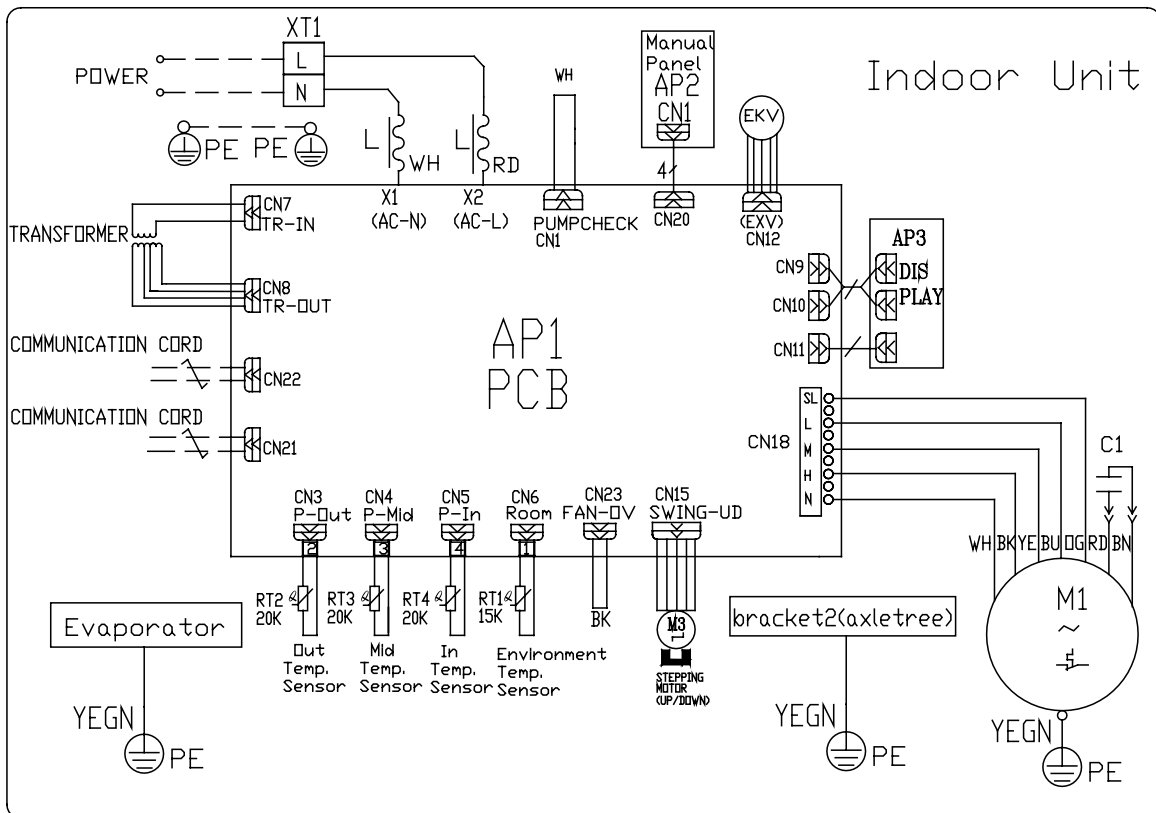 Indoor Unit
XT1
L
N
POWER
PE PE
L
WH
L
RD
WH
Manual
Panel
AP2
CN1
4
EKV
X1
(AC-N)
X2
(AC-L)
PUMPCHECK
CN1
CN20
(EXV)
CN12
CN7
TR-IN
TRANSFORMER
CN8
TR-OUT
CN9
CN10
CN11
AP3
DIS
PLAY
COMMUNICATION CORD
CN22
COMMUNICATION CORD
CN21
AP1
PCB
CN18
SL
L
M
H
N
C1
WH BK YE BU OG RD BN
M1
~
CN3
P-Out
CN4
P-Mid
CN5
P-In
CN6
Room
CN23
FAN-OV
CN15
SWING-UD
2
3
4
1
RT2
20K
RT3
20K
RT4
20K
RT1
15K
BK
M3
Out
Temp.
Sensor
Mid
Temp.
Sensor
In
Temp.
Sensor
Environment
Temp.
Sensor
STEPPING
MOTOR
(UP/DOWN)
Evaporator
YEGN
PE
bracket2(axletree)
YEGN
PE
YEGN
PE